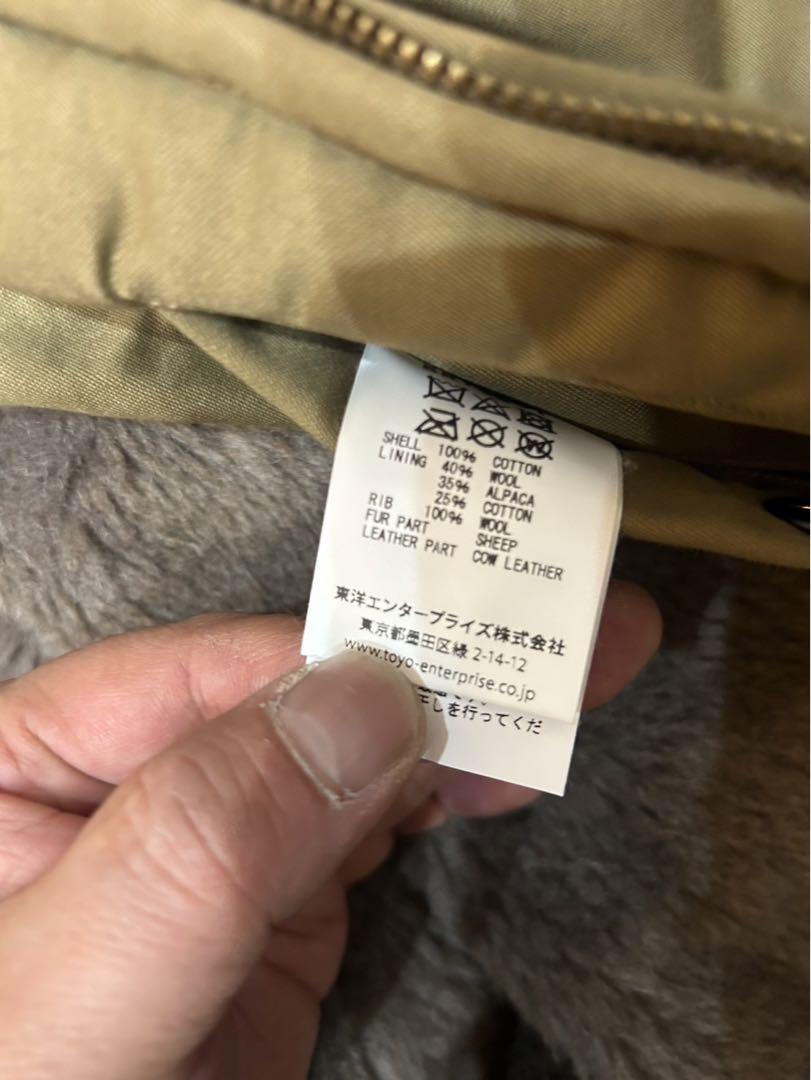 SHELL 100% COTTON
LINING 40% WOOL
35% ALPACA
25% COTTON
RIB 100% WOOL
FUR PART SHEEP
LEATHER PART COW LEATHER
東洋エンタープライズ株式会社
東京都墨田区緑 2-14-12
www.toyo-enterprise.co.jp
干しを行ってくだ